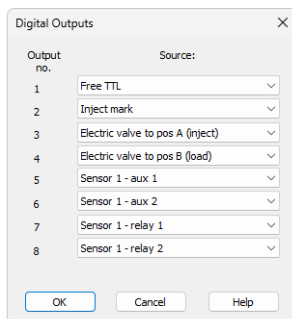 Digital Outputs
Output no.
Source:
1 Free TTL
2 Inject mark
3 Electric valve to pos A (inject)
4 Electric valve to pos B (load)
5 Sensor 1 - aux 1
6 Sensor 1 - aux 2
7 Sensor 1 - relay 1
8 Sensor 1 - relay 2
OK Cancel Help